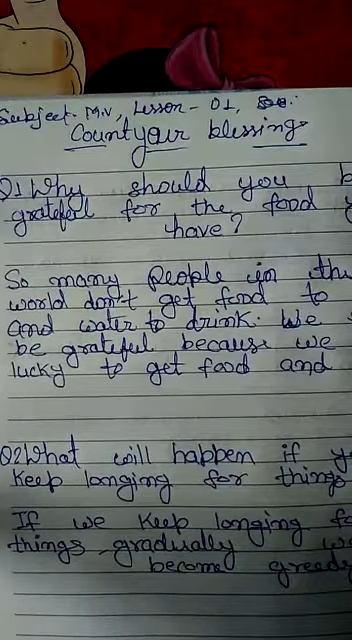 Subject- M.V, Lesson - 01,
Count your blessings
Q1 Why should you b
grateful for the food y
have?
So many people in the
world don't get food to
and water to drink. We s
be grateful because we
lucky to get food and
Q2 What will happen if y
keep longing for things
If we keep longing fo
things, gradually we
become greedy